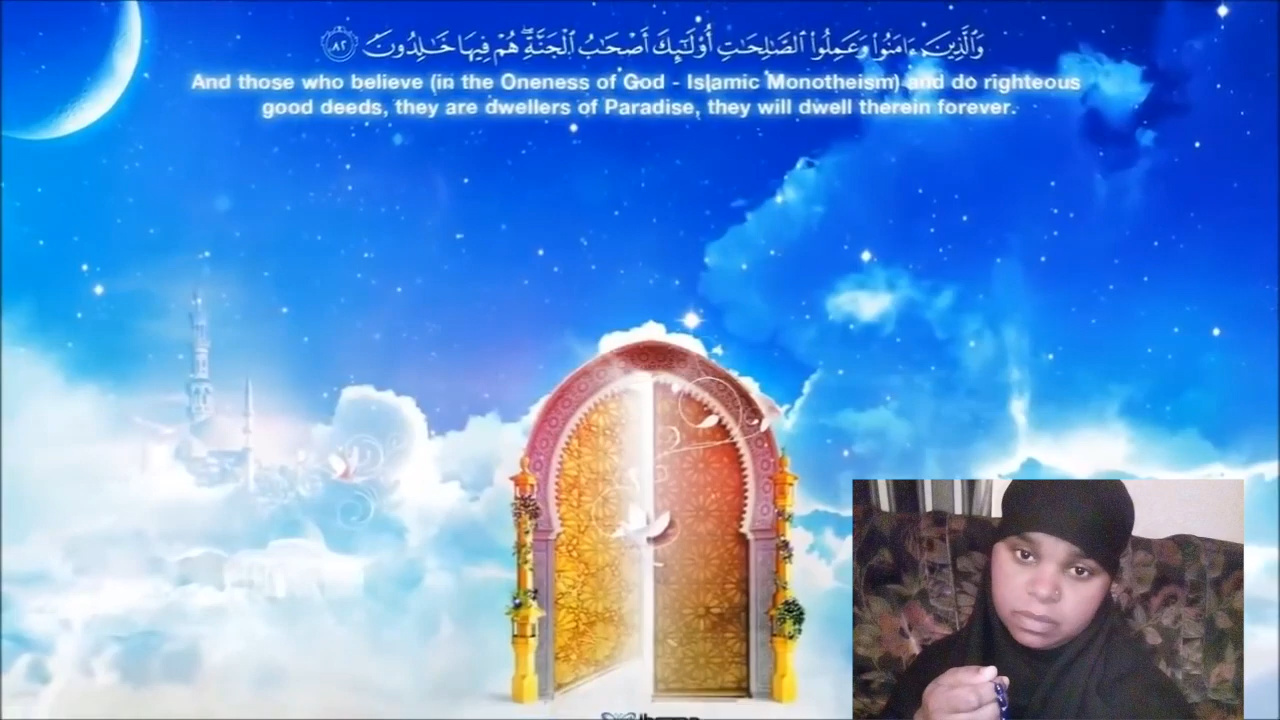 وَٱلَّذِينَ ءَامَنُوا۟ وَعَمِلُوا۟ ٱلصَّـٰلِحَـٰتِ أُو۟لَـٰٓئِكَ أَصْحَـٰبُ ٱلْجَنَّةِ ۖ هُمْ فِيهَا خَـٰلِدُونَ ٨٢
And those who believe (in the Oneness of God - Islamic Monotheism) and do righteous
good deeds, they are dwellers of Paradise, they will dwell therein forever.